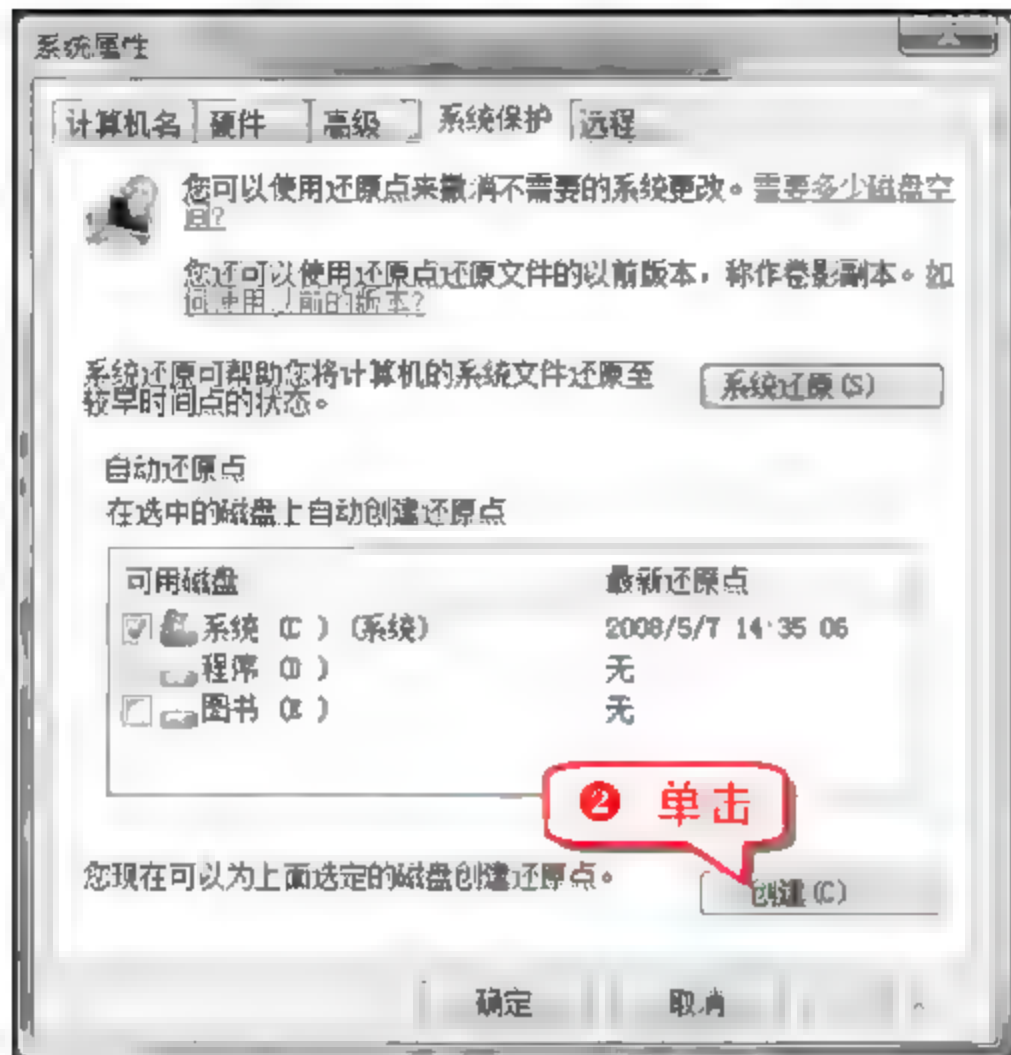 系统属性
计算机名 硬件 高级 系统保护 远程
您可以使用还原点来撤消不需要的系统更改。需要多少磁盘空
间?
您还可以使用还原点还原文件的以前版本，称作卷影副本。如
何使用以前的版本?
系统还原可帮助您将计算机的系统文件还原至
较早时间点的状态。
系统还原(S)
自动还原点
在选中的磁盘上自动创建还原点
可用磁盘 最新还原点
系统 (C ) (系统) 2008/5/7 14:35 06
程序 (D ) 无
图书 (E ) 无
❷ 单击
您现在可以为上面选定的磁盘创建还原点。
创建(C)
确定 取消